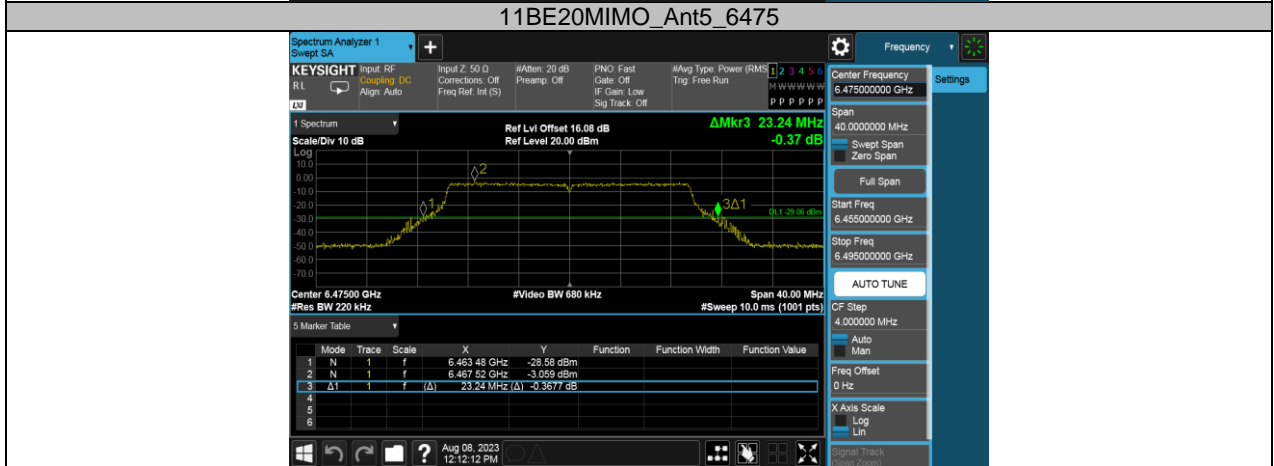 11BE20MIMO_Ant5_6475
Spectrum Analyzer 1
Swept SA
+
Frequency
KEYSIGHT Input: RF
RL Coupling: DC
Align: Auto
LXI
Input Z: 50 Ω
Corrections: Off
Freq Ref: Int (S)
#Atten: 20 dB
Preamp: Off
PNO: Fast
Gate: Off
IF Gain: Low
Sig Track: Off
#Avg Type: Power (RMS
Trig: Free Run
1 2 3 4 5 6
M W W W W W
P P P P P P
Center Frequency
6.475000000 GHz
Settings
1 Spectrum
Scale/Div 10 dB
Ref Lvl Offset 16.08 dB
Ref Level 20.00 dBm
ΔMkr3 23.24 MHz
-0.37 dB
Span
40.0000000 MHz
Swept Span
Zero Span
Full Span
Start Freq
6.455000000 GHz
Stop Freq
6.495000000 GHz
AUTO TUNE
CF Step
4.000000 MHz
Auto
Man
Freq Offset
0 Hz
X Axis Scale
Log
Lin
Signal Track
(Span Zoom)
Log
10.0
0.00
-10.0
-20.0
-30.0
-40.0
-50.0
-60.0
-70.0
1
2
3Δ1
DL1 -29.06 dBm
Center 6.47500 GHz
#Video BW 680 kHz
Span 40.00 MHz
#Res BW 220 kHz
#Sweep 10.0 ms (1001 pts)
5 Marker Table
Mode Trace Scale X Y Function Function Width Function Value
1 N 1 f 6.463 48 GHz -28.58 dBm
2 N 1 f 6.467 52 GHz -3.059 dBm
3 Δ1 1 f (Δ) 23.24 MHz (Δ) -0.3677 dB
4
5
6
?
Aug 08, 2023
12:12:12 PM